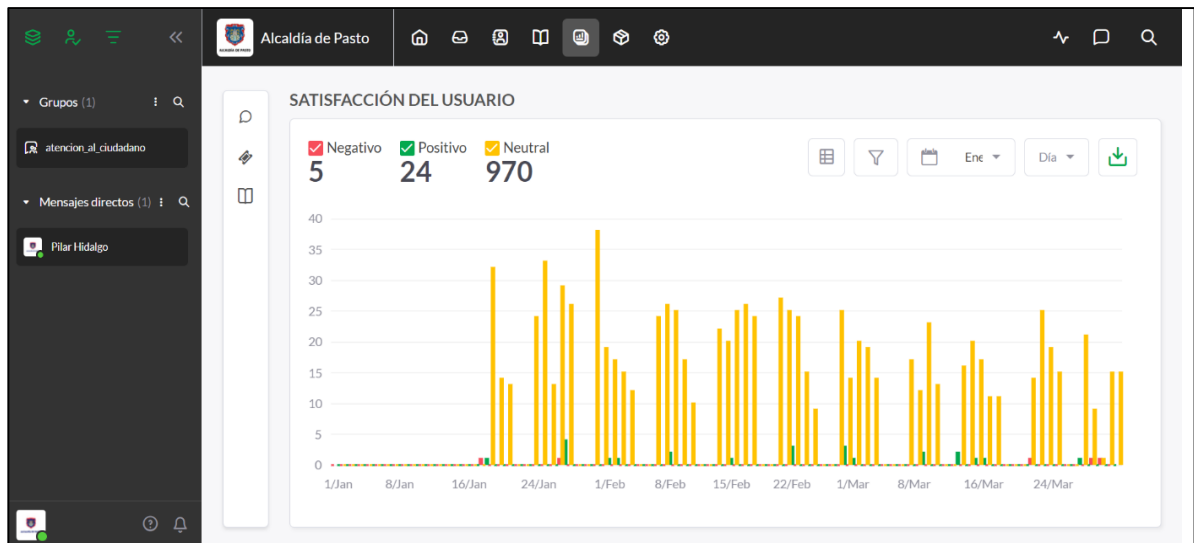 Alcaldía de Pasto
Grupos (1)
atencion_al_ciudadano
Mensajes directos (1)
Pilar Hidalgo
SATISFACCIÓN DEL USUARIO
Negativo Positivo Neutral
5 24 970
Ene Día
40
35
30
25
20
15
10
5
0
1/Jan 8/Jan 16/Jan 24/Jan 1/Feb 8/Feb 15/Feb 22/Feb 1/Mar 8/Mar 16/Mar 24/Mar